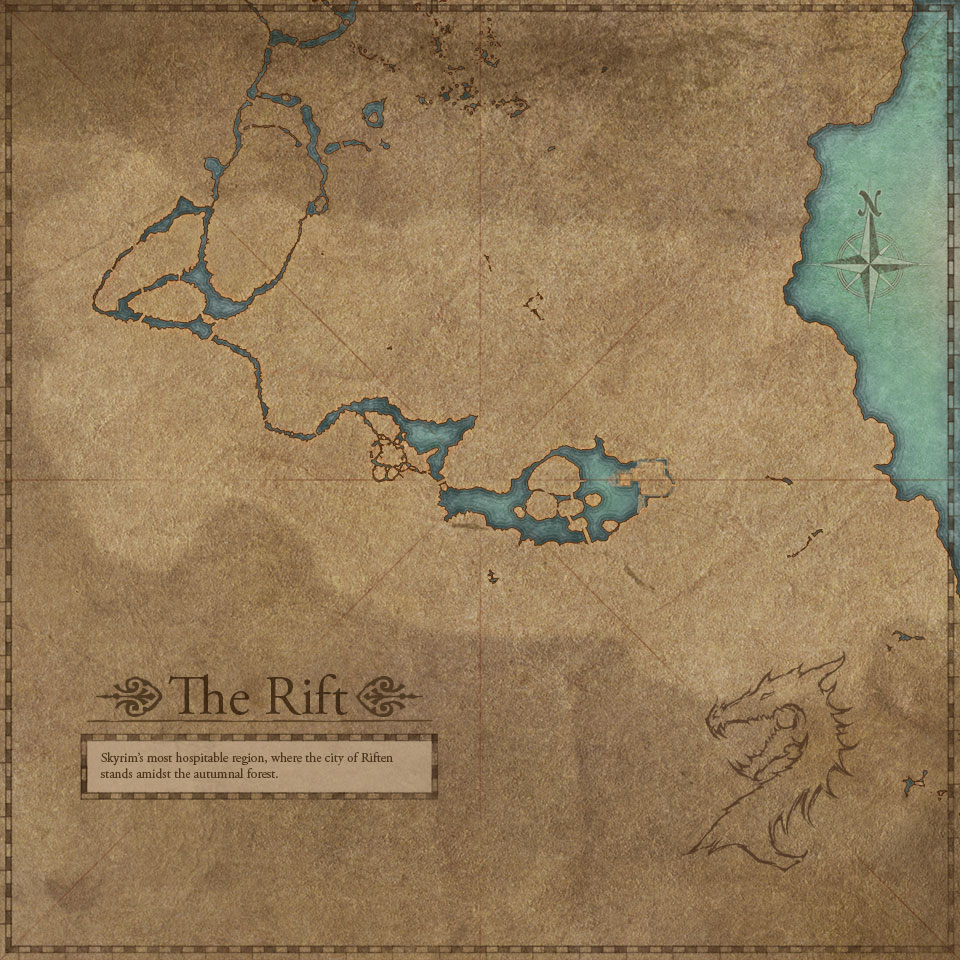 N
The Rift
Skyrim's most hospitable region, where the city of Riften
stands amidst the autumnal forest.